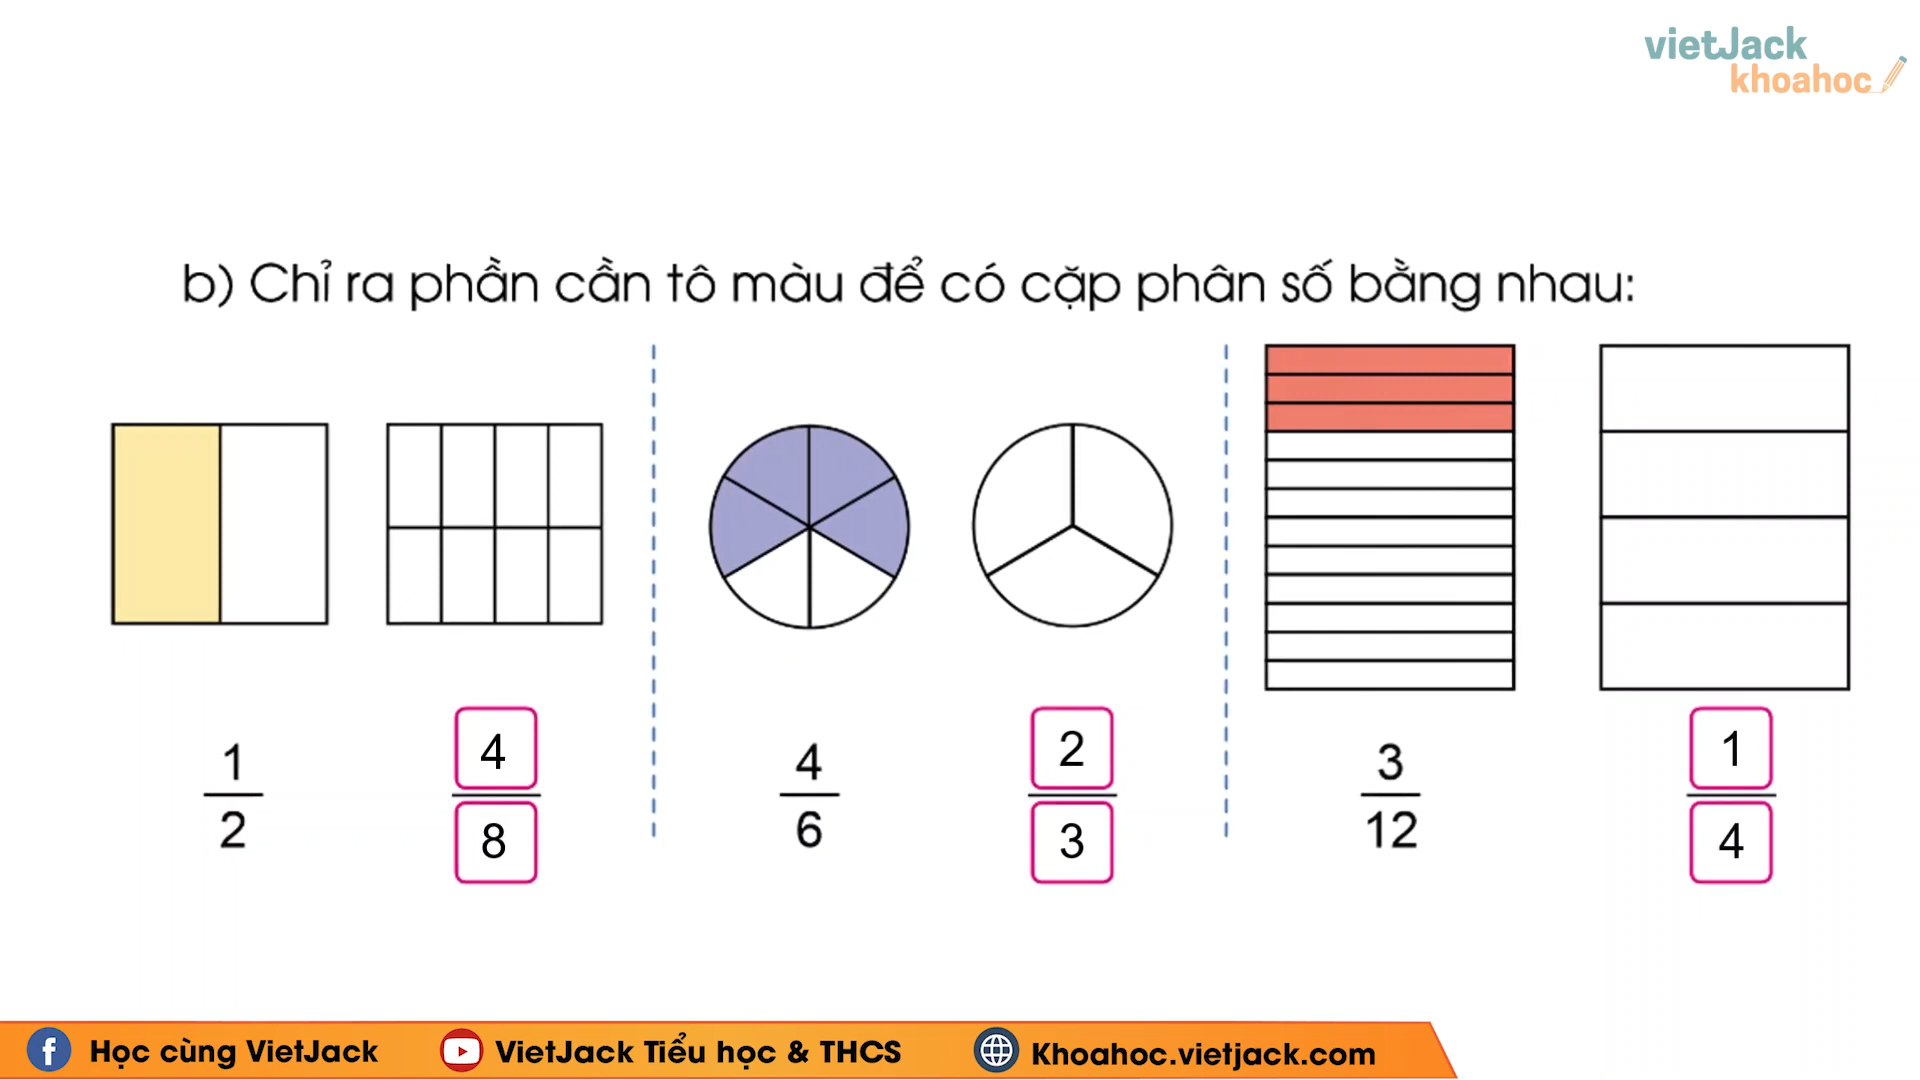 vietJack
khoahoc
b) Chỉ ra phần cần tô màu để có cặp phân số bằng nhau:
1
2
4
8
4
6
2
3
3
12
1
4
Học cùng VietJack
VietJack Tiểu học & THCS
Khoahoc.vietjack.com